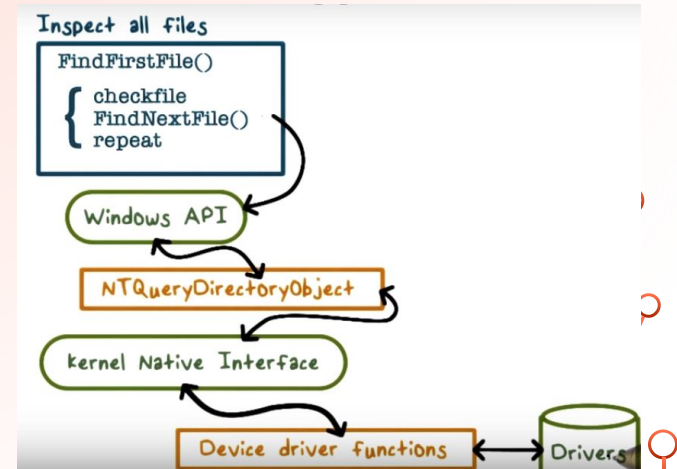 Inspect all files
FindFirstFile()
{ checkfile
FindNextFile()
repeat
Windows API
NTQueryDirectoryObject
Kernel Native Interface
Device driver functions
Drivers